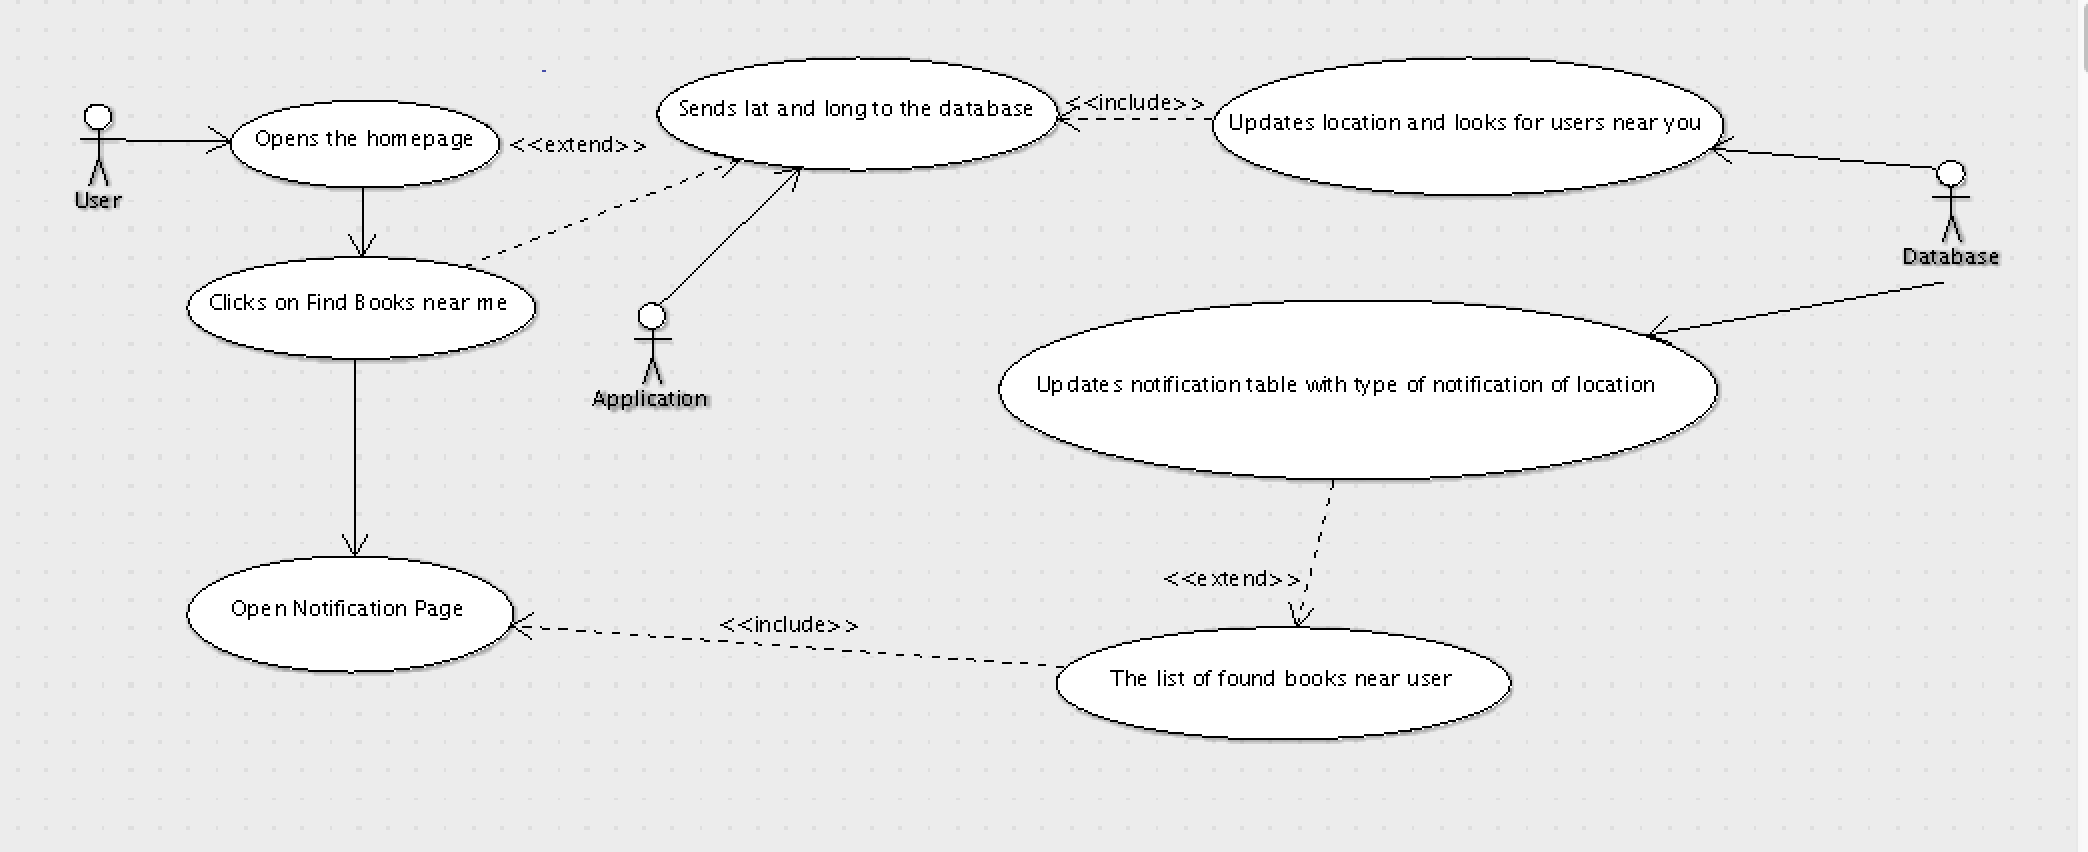 Sends lat and long to the database
<<include>>
Updates location and looks for users near you
Opens the homepage
<<extend>>
User
Database
Clicks on Find Books near me
Application
Updates notification table with type of notification of location
<<extend>>
Open Notification Page
<<include>>
The list of found books near user